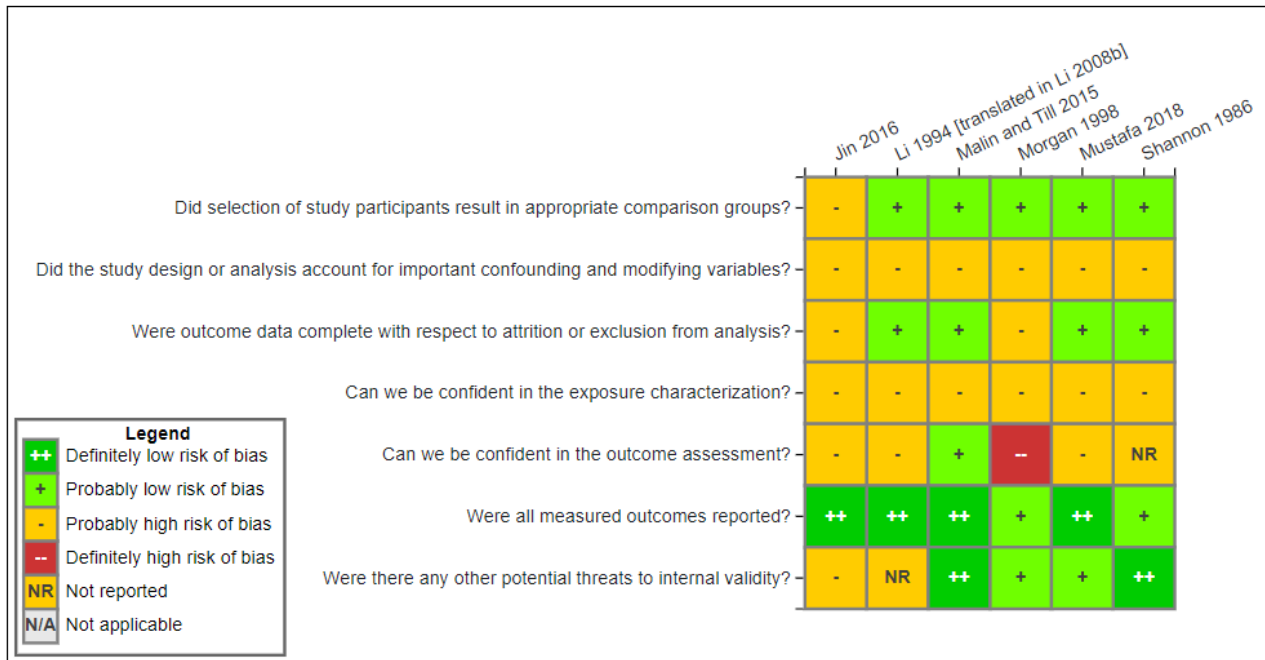 Jin 2016
Li 1994 [translated in Li 2008b]
Malin and Till 2015
Morgan 1998
Mustafa 2018
Shannon 1986
Did selection of study participants result in appropriate comparison groups? - + + + + +
Did the study design or analysis account for important confounding and modifying variables? - - - - - -
Were outcome data complete with respect to attrition or exclusion from analysis? - + + - + +
Can we be confident in the exposure characterization? - - - - - -
Can we be confident in the outcome assessment? - - + -- - NR
Were all measured outcomes reported? ++ ++ ++ + ++ +
Were there any other potential threats to internal validity? - NR ++ + + ++
Legend
++ Definitely low risk of bias
+ Probably low risk of bias
- Probably high risk of bias
-- Definitely high risk of bias
NR Not reported
N/A Not applicable